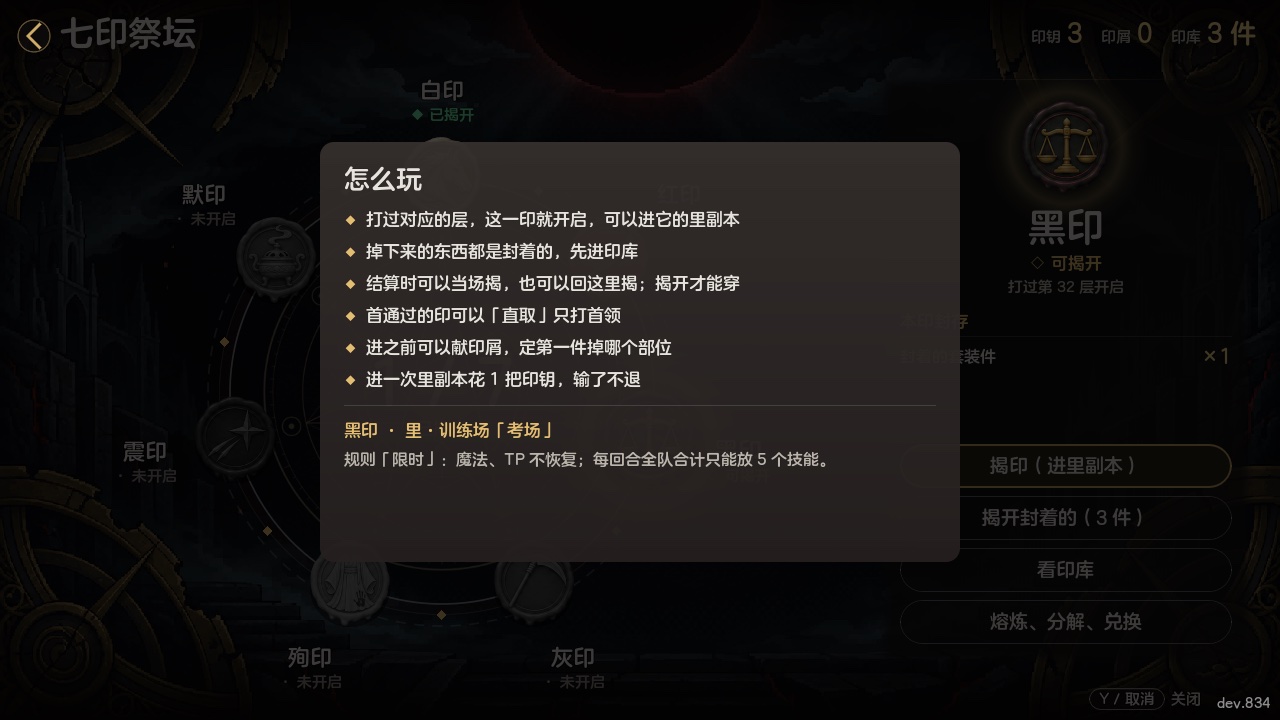 七印祭坛
印钥 3 印屑 0 印库 3 件
白印
已揭开
默印
· 未开启
震印
· 未开启
殉印
· 未开启
灰印
· 未开启
怎么玩
打过对应的层，这一印就开启，可以进它的里副本
掉下来的东西都是封着的，先进印库
结算时可以当场揭，也可以回这里揭；揭开才能穿
首通过的印可以「直取」只打首领
进之前可以献印屑，定第一件掉哪个部位
进一次里副本花 1 把印钥，输了不退
黑印 · 里·训练场「考场」
规则「限时」：魔法、TP 不恢复；每回合全队合计只能放 5 个技能。
黑印
◇ 可揭开
打过第 32 层开启
装件 ×1
揭印（进里副本）
揭开封着的（3 件）
看印库
熔炼、分解、兑换
Y / 取消 关闭
dev.834